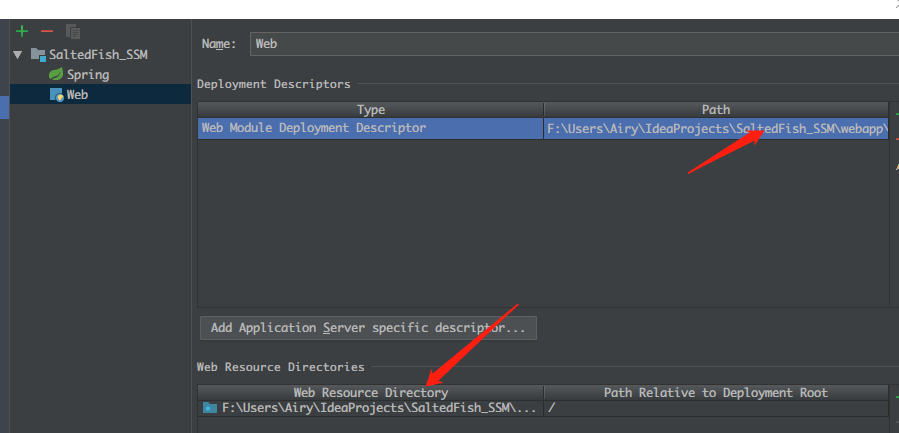 SaltedFish_SSM
Spring
Web
Name: Web
Deployment Descriptors
Type Path
Web Module Deployment Descriptor F:\Users\Airy\IdeaProjects\SaltedFish_SSM\webapp\
Add Application Server specific descriptor...
Web Resource Directories
Web Resource Directory Path Relative to Deployment Root
F:\Users\Airy\IdeaProjects\SaltedFish_SSM\... /